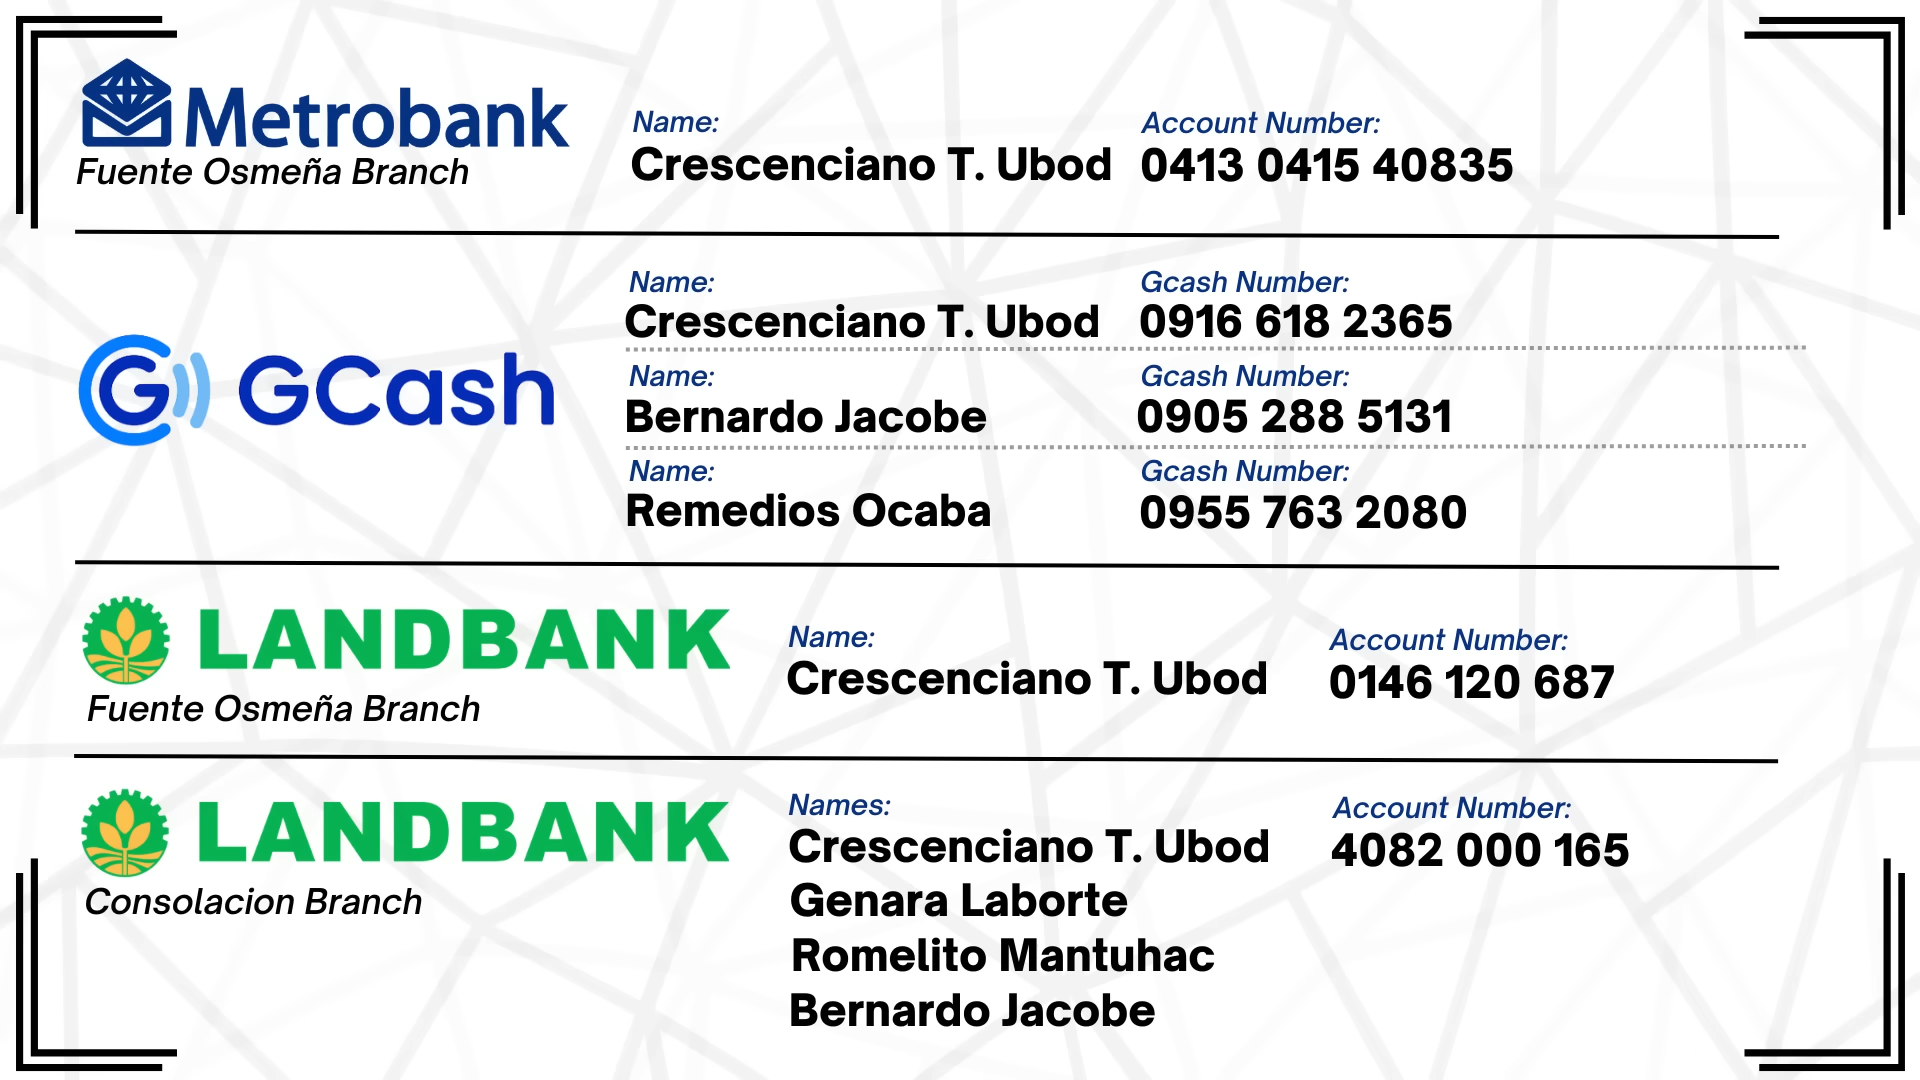 Metrobank
Fuente Osmeña Branch
Name:
Crescenciano T. Ubod
Account Number:
0413 0415 40835
GCash
Name:
Crescenciano T. Ubod
Gcash Number:
0916 618 2365
Name:
Bernardo Jacobe
Gcash Number:
0905 288 5131
Name:
Remedios Ocaba
Gcash Number:
0955 763 2080
LANDBANK
Fuente Osmeña Branch
Name:
Crescenciano T. Ubod
Account Number:
0146 120 687
LANDBANK
Consolacion Branch
Names:
Crescenciano T. Ubod
Genara Laborte
Romelito Mantuhac
Bernardo Jacobe
Account Number:
4082 000 165